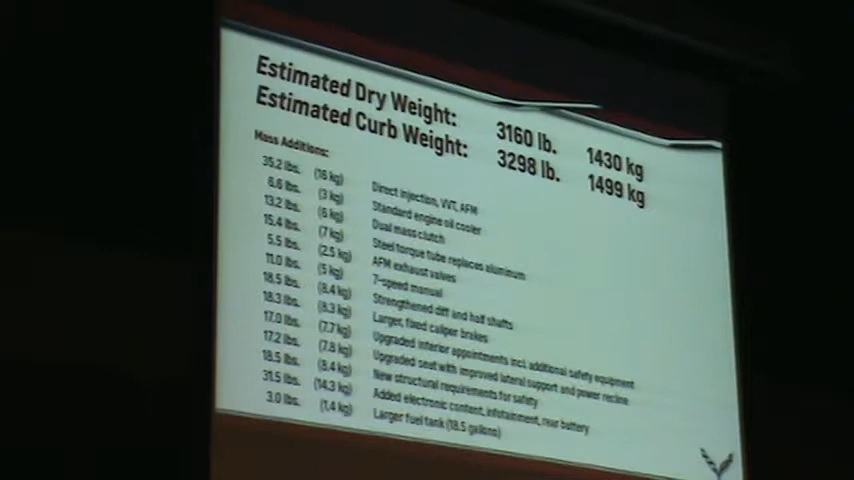 Estimated Dry Weight: 3160 lb. 1430 kg
Estimated Curb Weight: 3298 lb. 1499 kg
Mass Additions:
35.2 lbs. (16 kg) Direct injection, VVT, AFM
6.6 lbs. (3 kg) Standard engine oil cooler
13.2 lbs. (6 kg) Dual mass clutch
15.4 lbs. (7 kg) Steel torque tube replaces aluminum
5.5 lbs. (2.5 kg) AFM exhaust valves
11.0 lbs. (5 kg) 7-speed manual
18.5 lbs. (8.4 kg) Strengthened diff and half shafts
18.3 lbs. (8.3 kg) Larger, fixed caliper brakes
17.0 lbs. (7.7 kg) Upgraded interior appointments incl. additional safety equipment
17.2 lbs. (7.8 kg) Upgraded seat with improved lateral support and power recline
18.5 lbs. (8.4 kg) New structural requirements for safety
31.5 lbs. (14.3 kg) Added electronic content, infotainment, rear battery
3.0 lbs. (1.4 kg) Larger fuel tank (18.5 gallons)